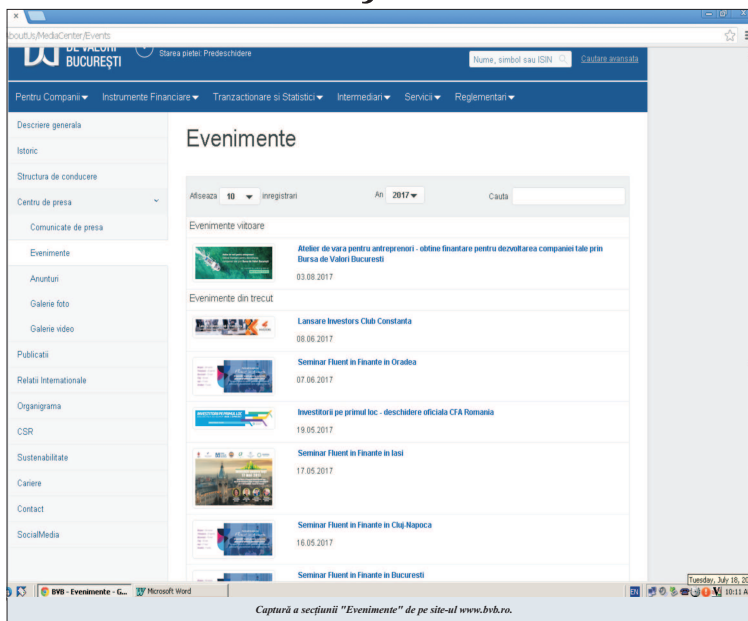 boutUs/MediaCenter/Events
DE VALORI
BUCUREȘTI
Starea pietei: Predeschidere
Nume, simbol sau ISIN
Cautare avansata
Pentru Companii
Instrumente Financiare
Tranzactionare si Statistici
Intermediari
Servicii
Reglementari
Descriere generala
Istoric
Structura de conducere
Centru de presa
Comunicate de presa
Evenimente
Anunturi
Galerie foto
Galerie video
Publicatii
Relatii Internationale
Organigrama
CSR
Sustenabilitate
Cariere
Contact
SocialMedia
Evenimente
Afiseaza 10 inregistrari
An 2017
Cauta
Evenimente viitoare
Atelier de vara pentru antreprenori - obtine finantare pentru dezvoltarea companiei tale prin
Bursa de Valori Bucuresti
03.08.2017
Evenimente din trecut
Lansare Investors Club Constanta
08.06.2017
Seminar Fluent in Finante in Oradea
07.06.2017
Investitorii pe primul loc - deschidere oficiala CFA Romania
19.05.2017
Seminar Fluent in Finante in Iasi
17.05.2017
Seminar Fluent in Finante in Cluj-Napoca
16.05.2017
Seminar Fluent in Finante in Bucuresti
Tuesday, July 18, 20
BVB - Evenimente - G...
Microsoft Word
EN
10:11 A
Captură a secțiunii "Evenimente" de pe site-ul www.bvb.ro.